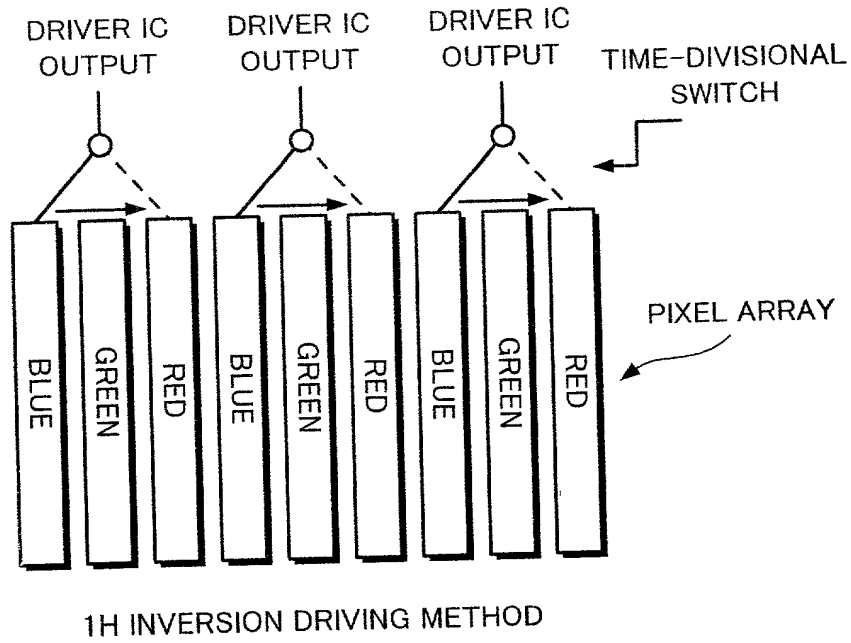 DRIVER IC
OUTPUT
DRIVER IC
OUTPUT
DRIVER IC
OUTPUT
TIME-DIVISIONAL
SWITCH
BLUE
GREEN
RED
BLUE
GREEN
RED
BLUE
GREEN
RED
PIXEL ARRAY
1H INVERSION DRIVING METHOD